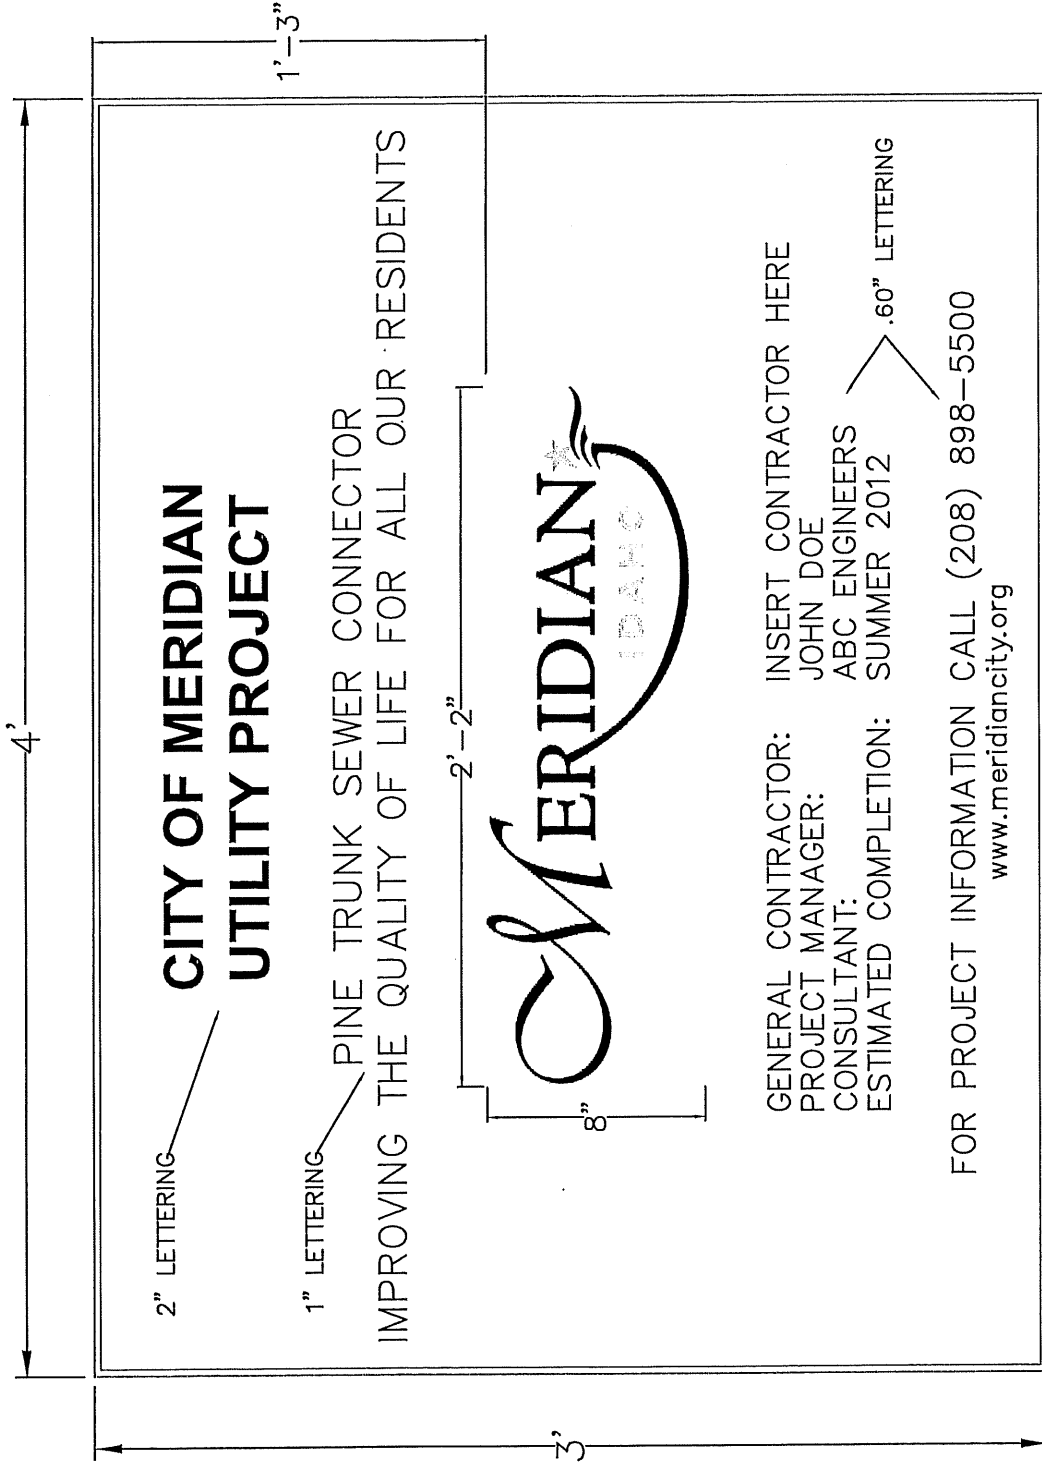 4'
1'-3"
2" LETTERING
CITY OF MERIDIAN
UTILITY PROJECT
1" LETTERING
PINE TRUNK SEWER CONNECTOR
IMPROVING THE QUALITY OF LIFE FOR ALL OUR RESIDENTS
2'-2"
8"
MERIDIAN
IDAHO
3'
GENERAL CONTRACTOR: INSERT CONTRACTOR HERE
PROJECT MANAGER: JOHN DOE
CONSULTANT: ABC ENGINEERS
ESTIMATED COMPLETION: SUMMER 2012
.60" LETTERING
FOR PROJECT INFORMATION CALL (208) 898-5500
www.meridiancity.org